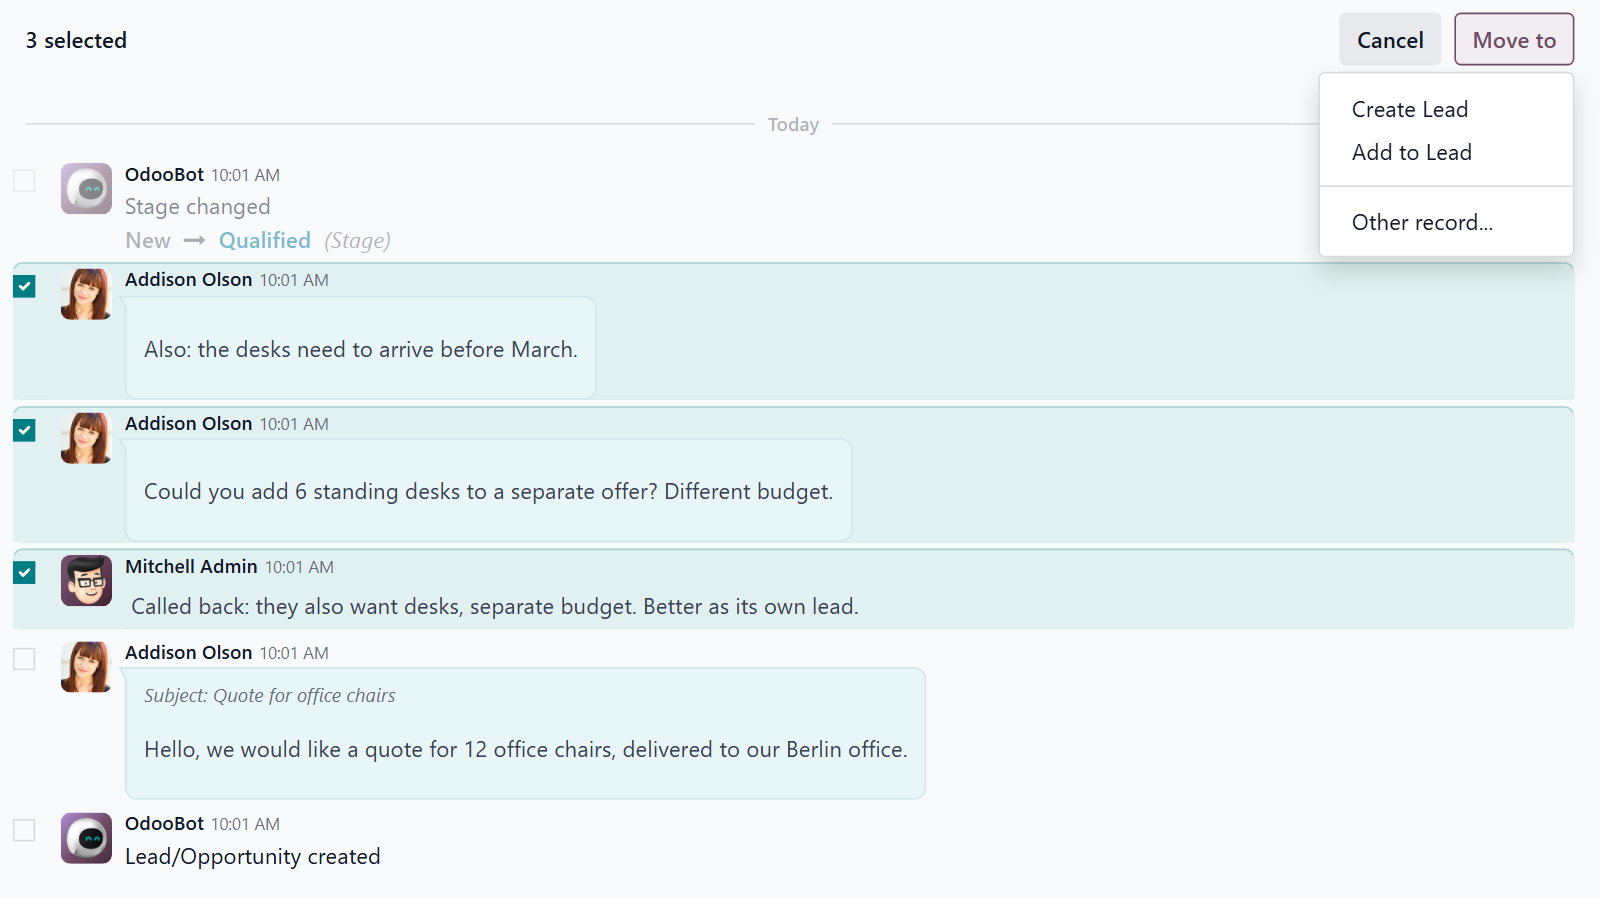 3 selected
Cancel
Move to
Create Lead
Add to Lead
Other record...
Today
OdooBot 10:01 AM
Stage changed
New → Qualified (Stage)
Addison Olson 10:01 AM
Also: the desks need to arrive before March.
Addison Olson 10:01 AM
Could you add 6 standing desks to a separate offer? Different budget.
Mitchell Admin 10:01 AM
Called back: they also want desks, separate budget. Better as its own lead.
Addison Olson 10:01 AM
Subject: Quote for office chairs
Hello, we would like a quote for 12 office chairs, delivered to our Berlin office.
OdooBot 10:01 AM
Lead/Opportunity created